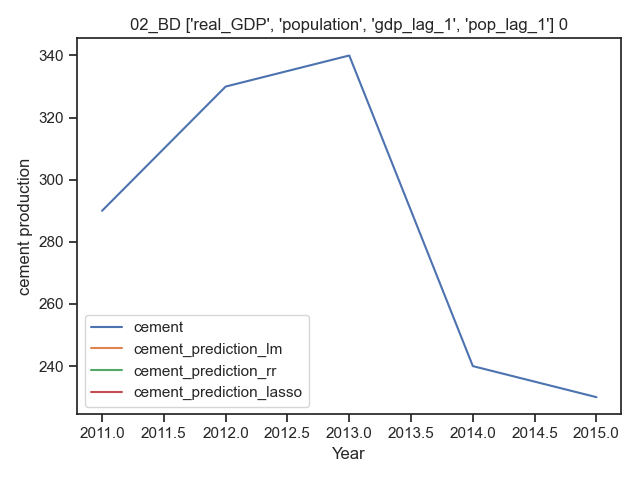 02_BD ['real_GDP', 'population', 'gdp_lag_1', 'pop_lag_1'] 0
340
320
300
280
260
240
cement production
cement
cement_prediction_lm
cement_prediction_rr
cement_prediction_lasso
2011.0 2011.5 2012.0 2012.5 2013.0 2013.5 2014.0 2014.5 2015.0
Year